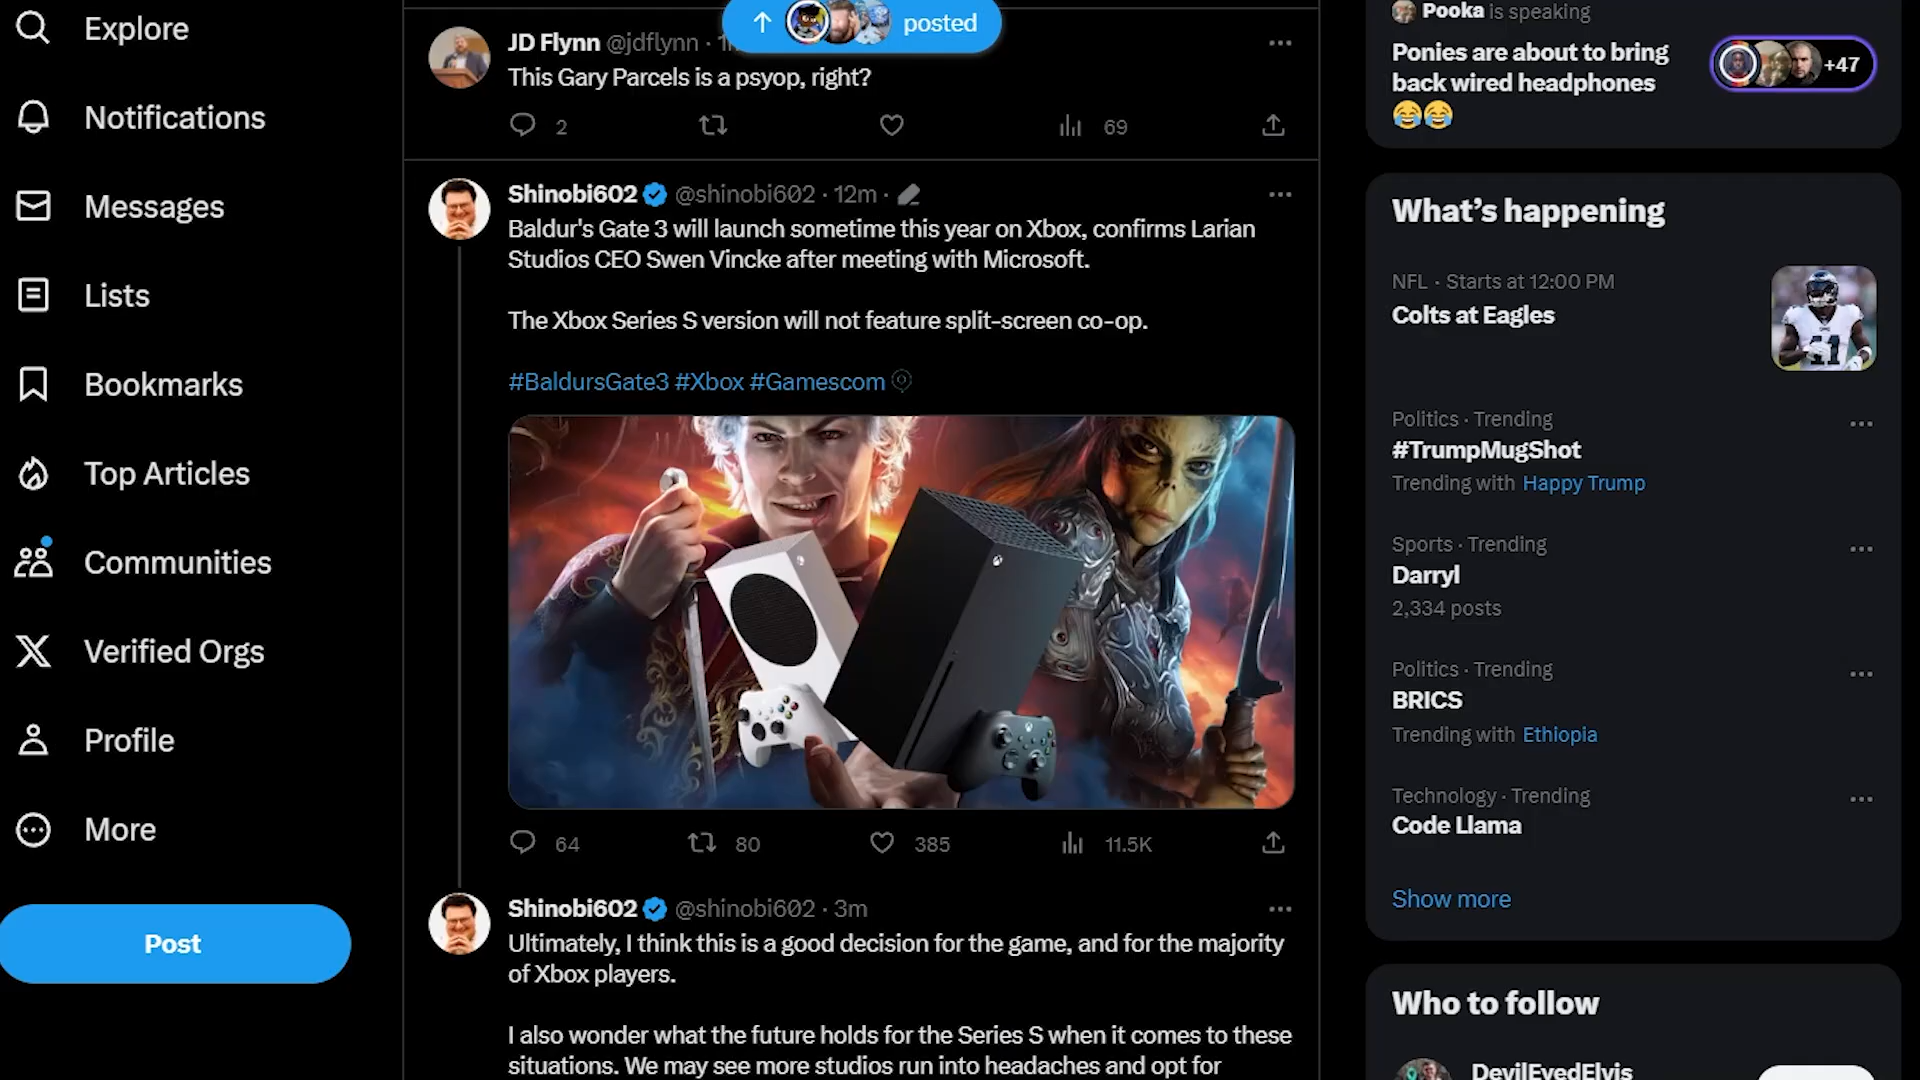 Explore
Notifications
Messages
Lists
Bookmarks
Top Articles
Communities
Verified Orgs
Profile
More
Post
posted
JD Flynn @jdflynn ·
This Gary Parcels is a psyop, right?
2 69
Shinobi602 @shinobi602 · 12m ·
Baldur's Gate 3 will launch sometime this year on Xbox, confirms Larian
Studios CEO Swen Vincke after meeting with Microsoft.
The Xbox Series S version will not feature split-screen co-op.
#BaldursGate3 #Xbox #Gamescom
64 80 385 11.5K
Shinobi602 @shinobi602 · 3m
Ultimately, I think this is a good decision for the game, and for the majority
of Xbox players.
I also wonder what the future holds for the Series S when it comes to these
situations. We may see more studios run into headaches and opt for
Pooka is speaking
Ponies are about to bring
back wired headphones
😂😂
+47
What's happening
NFL · Starts at 12:00 PM
Colts at Eagles
11
Politics · Trending
#TrumpMugShot
Trending with Happy Trump
Sports · Trending
Darryl
2,334 posts
Politics · Trending
BRICS
Trending with Ethiopia
Technology · Trending
Code Llama
Show more
Who to follow
DevilEyedElvis